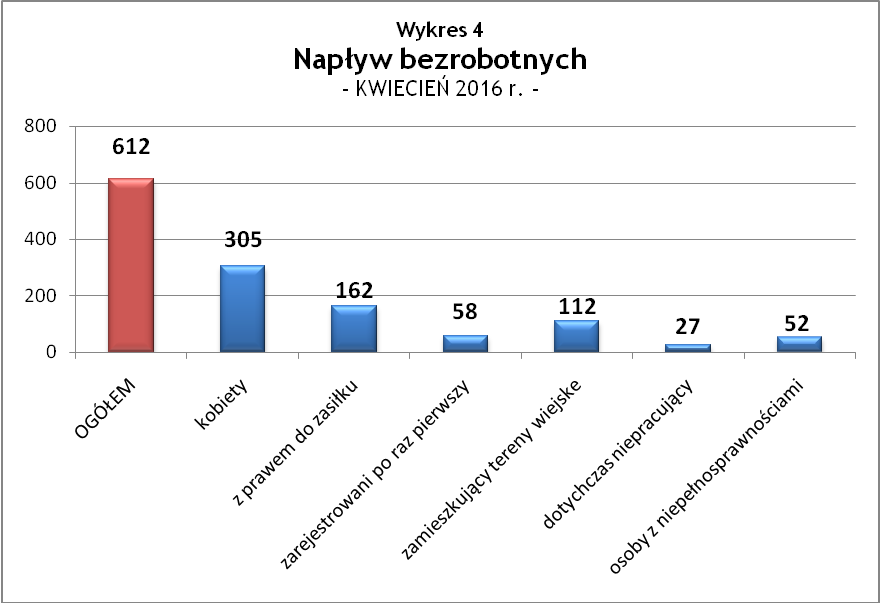 Wykres 4
Napływ bezrobotnych
- KWIECIEŃ 2016 r. -
800
600
400
200
0
612
305
162
58
112
27
52
OGÓŁEM
kobiety
z prawem do zasiłku
zarejestrowani po raz pierwszy
zamieszkujący tereny wiejske
dotychczas niepracujący
osoby z niepełnosprawnościami